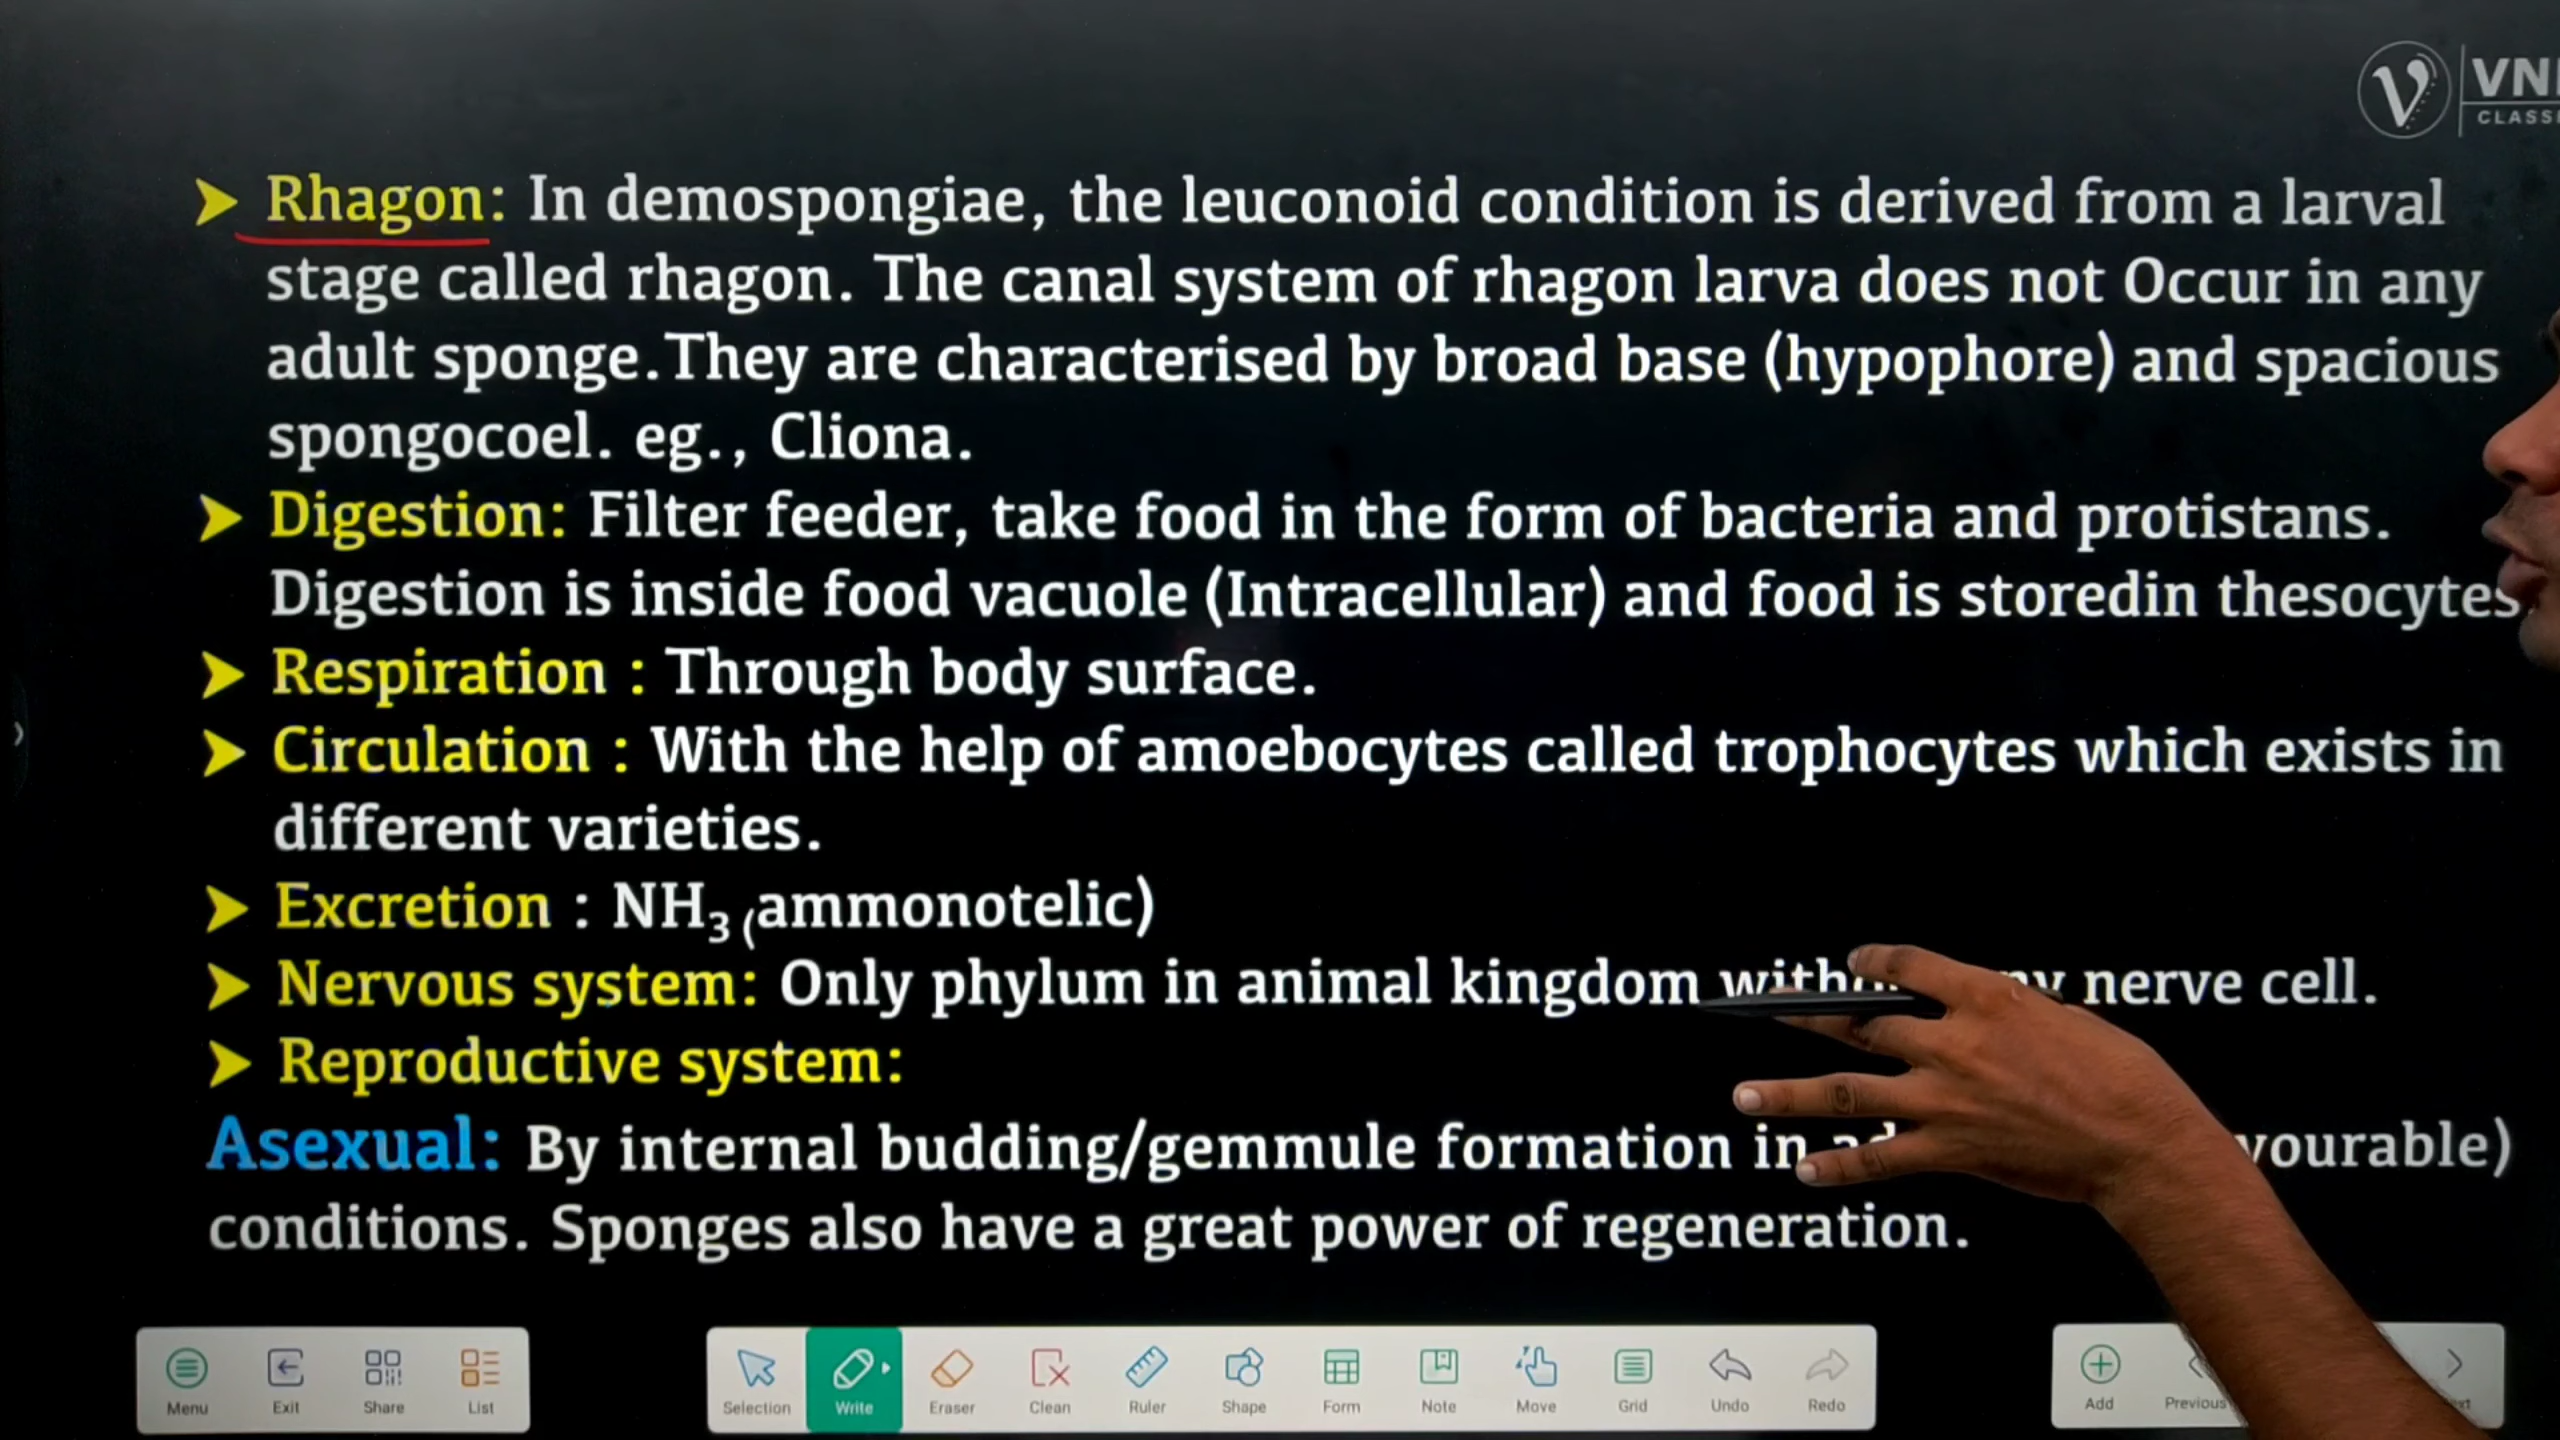 VN
CLASS
➤ Rhagon: In demospongiae, the leuconoid condition is derived from a larval
stage called rhagon. The canal system of rhagon larva does not Occur in any
adult sponge.They are characterised by broad base (hypophore) and spacious
spongocoel. eg., Cliona.
➤ Digestion: Filter feeder, take food in the form of bacteria and protistans.
Digestion is inside food vacuole (Intracellular) and food is storedin thesocytes
➤ Respiration : Through body surface.
➤ Circulation : With the help of amoebocytes called trophocytes which exists in
different varieties.
➤ Excretion : NH₃ (ammonotelic)
➤ Nervous system: Only phylum in animal kingdom nerve cell.
➤ Reproductive system:
Asexual: By internal budding/gemmule formation in vourable)
conditions. Sponges also have a great power of regeneration.
Menu Exit Share List Selection Write Eraser Clean Ruler Shape Form Note Move Grid Undo Redo Add Previous